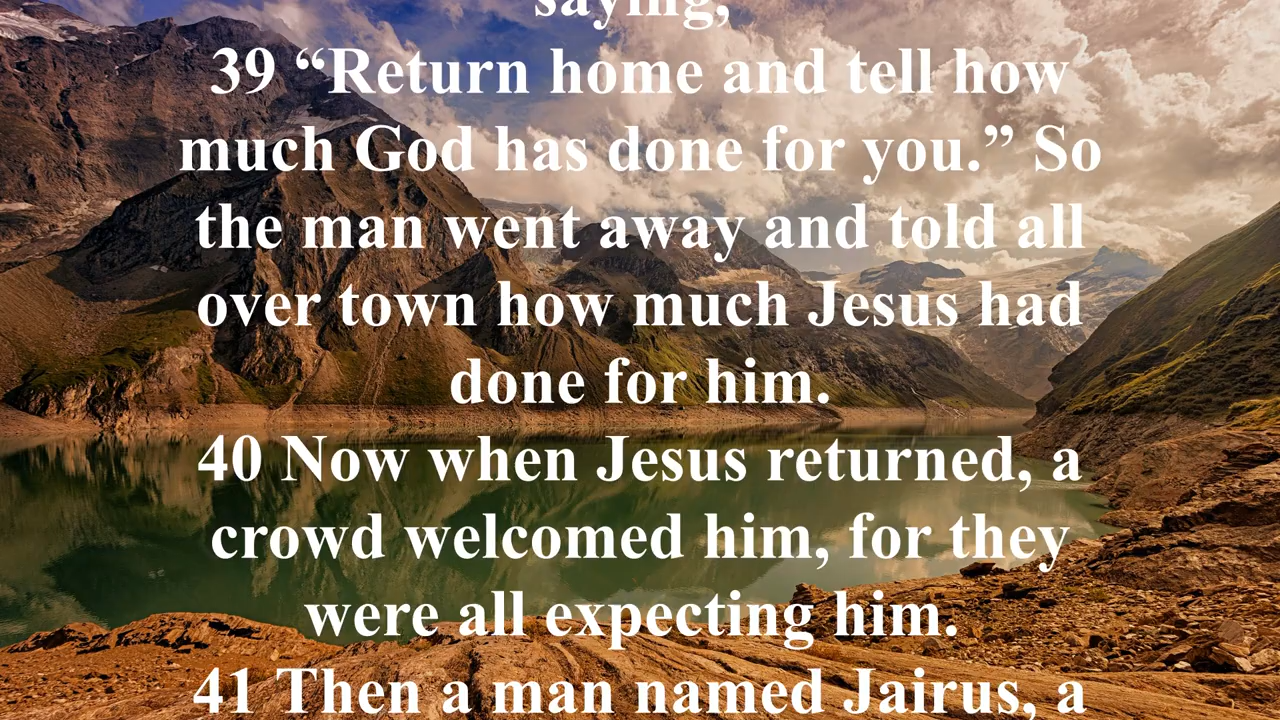 saying,
39 “Return home and tell how
much God has done for you.” So
the man went away and told all
over town how much Jesus had
done for him.
40 Now when Jesus returned, a
crowd welcomed him, for they
were all expecting him.
41 Then a man named Jairus, a